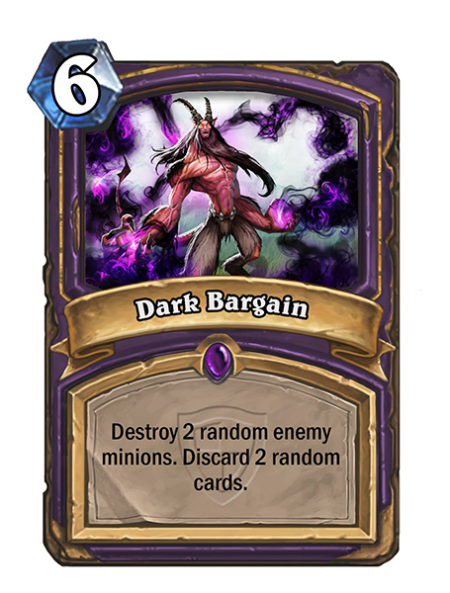 6
Dark Bargain
Destroy 2 random enemy
minions. Discard 2 random
cards.